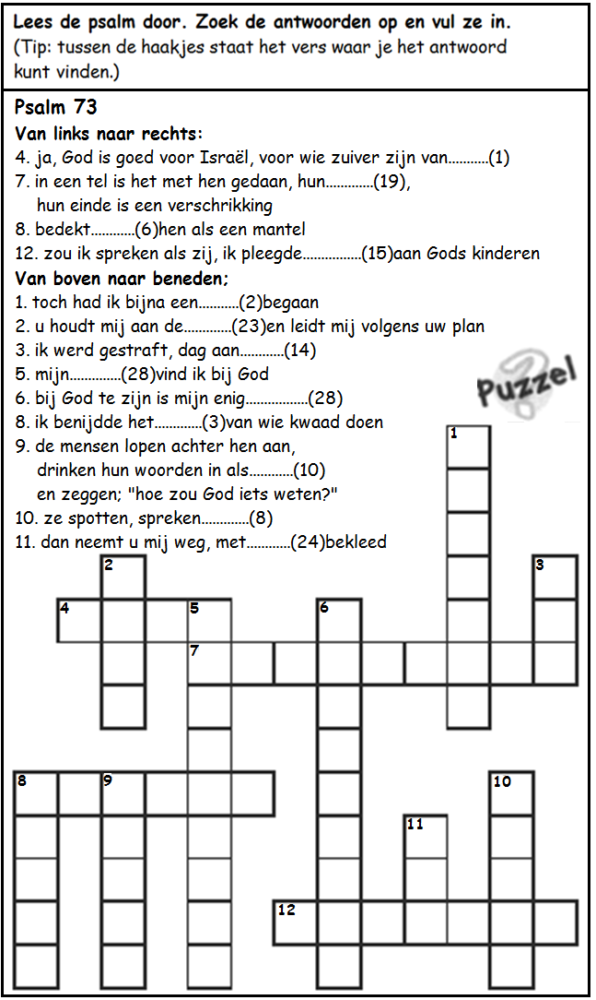 Lees de psalm door. Zoek de antwoorden op en vul ze in.
(Tip: tussen de haakjes staat het vers waar je het antwoord
kunt vinden.)
Psalm 73
Van links naar rechts:
4. ja, God is goed voor Israël, voor wie zuiver zijn van...........(1)
7. in een tel is het met hen gedaan, hun.............(19),
hun einde is een verschrikking
8. bedekt............(6)hen als een mantel
12. zou ik spreken als zij, ik pleegde................(15)aan Gods kinderen
Van boven naar beneden;
1. toch had ik bijna een...........(2)begaan
2. u houdt mij aan de.............(23)en leidt mij volgens uw plan
3. ik werd gestraft, dag aan............(14)
5. mijn..............(28)vind ik bij God
6. bij God te zijn is mijn enig.................(28)
8. ik benijdde het.............(3)van wie kwaad doen
9. de mensen lopen achter hen aan,
drinken hun woorden in als............(10)
en zeggen; "hoe zou God iets weten?"
10. ze spotten, spreken.............(8)
11. dan neemt u mij weg, met............(24)bekleed
Puzzel
?
1
2
3
4
5
6
7
8
9
10
11
12